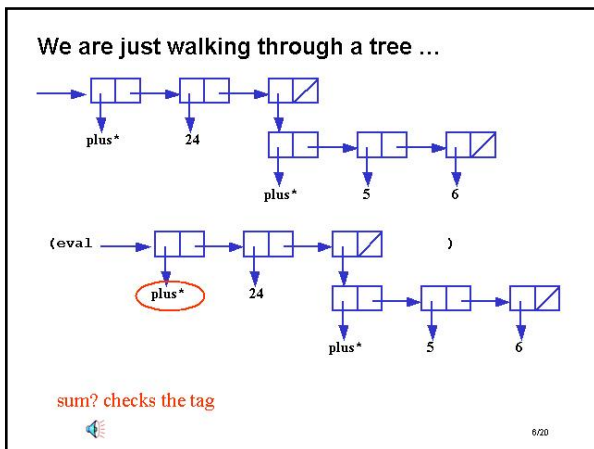 We are just walking through a tree ...
plus* 24
plus* 5 6
(eval )
plus* 24
plus* 5 6
sum? checks the tag
6/20